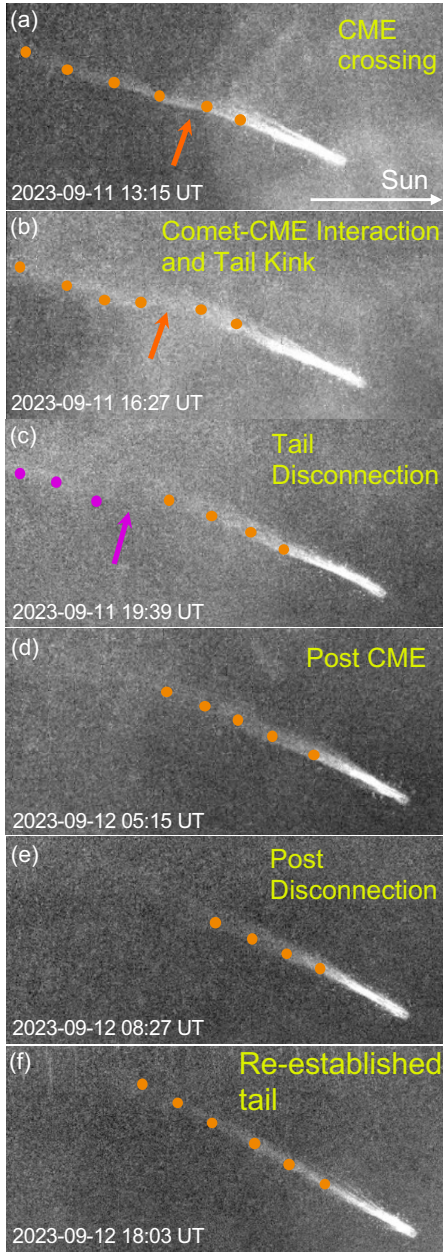 (a)
CME
crossing
Sun
2023-09-11 13:15 UT
(b)
Comet-CME Interaction
and Tail Kink
2023-09-11 16:27 UT
(c)
Tail
Disconnection
2023-09-11 19:39 UT
(d)
Post CME
2023-09-12 05:15 UT
(e)
Post
Disconnection
2023-09-12 08:27 UT
(f)
Re-established
tail
2023-09-12 18:03 UT